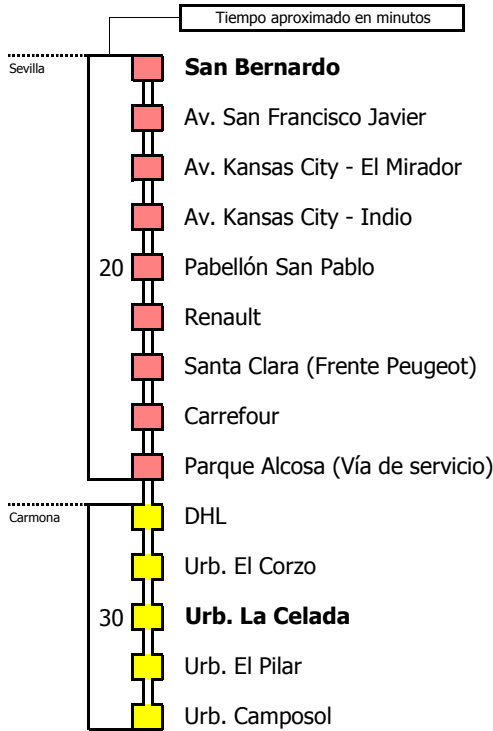 Tiempo aproximado en minutos
Sevilla
San Bernardo
Av. San Francisco Javier
Av. Kansas City - El Mirador
Av. Kansas City - Indio
20 Pabellón San Pablo
Renault
Santa Clara (Frente Peugeot)
Carrefour
Parque Alcosa (Vía de servicio)
Carmona
DHL
Urb. El Corzo
30 Urb. La Celada
Urb. El Pilar
Urb. Camposol